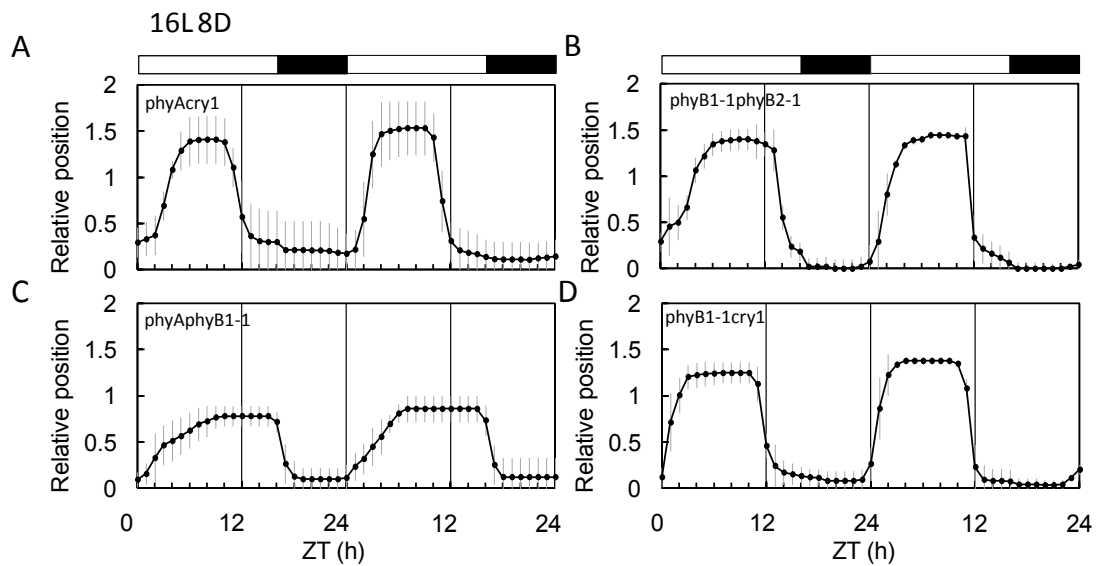 16L 8D
A
B
phyAcry1
phyB1-1phyB2-1
2
1.5
1
0.5
0
Relative position
2
1.5
1
0.5
0
Relative position
C
D
phyAphyB1-1
phyB1-1cry1
2
1.5
1
0.5
0
Relative position
2
1.5
1
0.5
0
Relative position
0 12 24 12 24
ZT (h)
0 12 24 12 24
ZT (h)